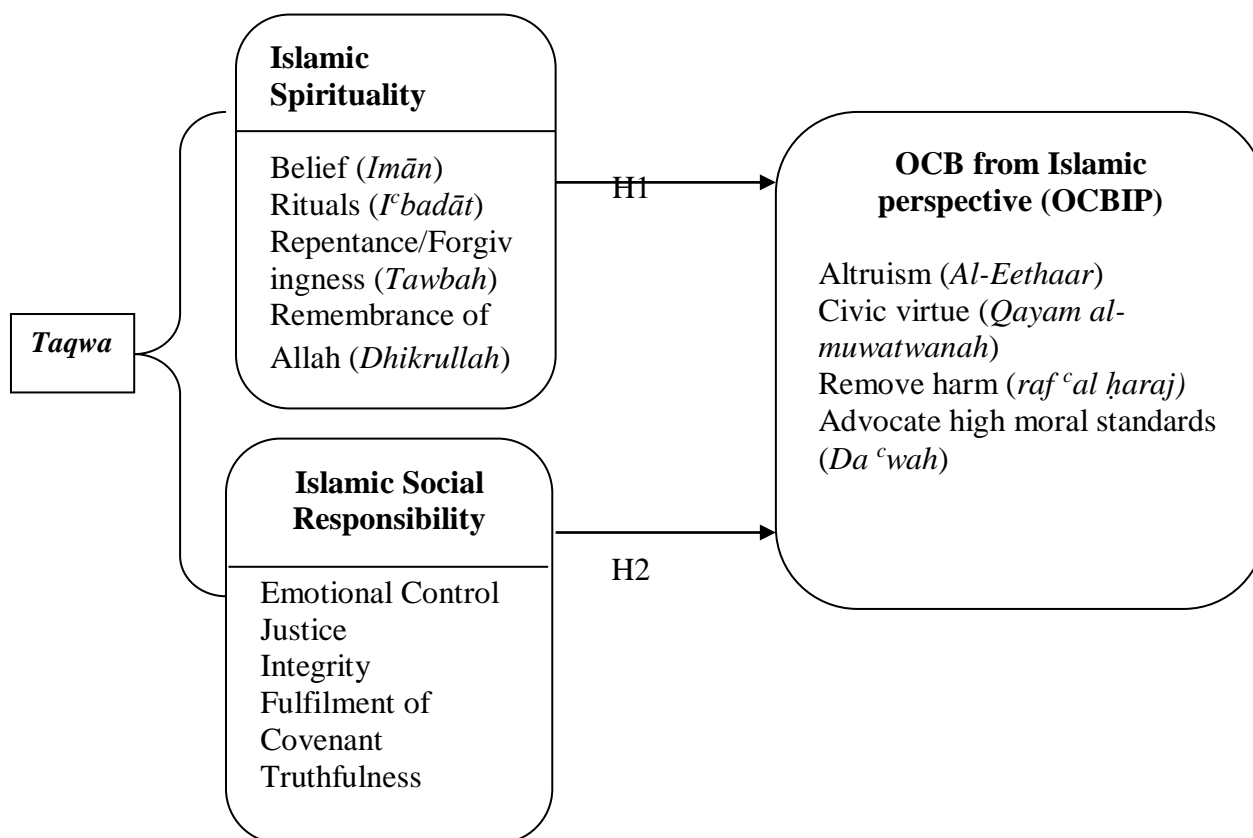 Taqwa
Islamic
Spirituality
Belief (Imān)
Rituals (Iᶜbadāt)
Repentance/Forgiv
ingness (Tawbah)
Remembrance of
Allah (Dhikrullah)
H1
Islamic Social
Responsibility
Emotional Control
Justice
Integrity
Fulfilment of
Covenant
Truthfulness
H2
OCB from Islamic
perspective (OCBIP)
Altruism (Al-Eethaar)
Civic virtue (Qayam al-
muwatwanah)
Remove harm (raf ᶜal ḥaraj)
Advocate high moral standards
(Da ᶜwah)